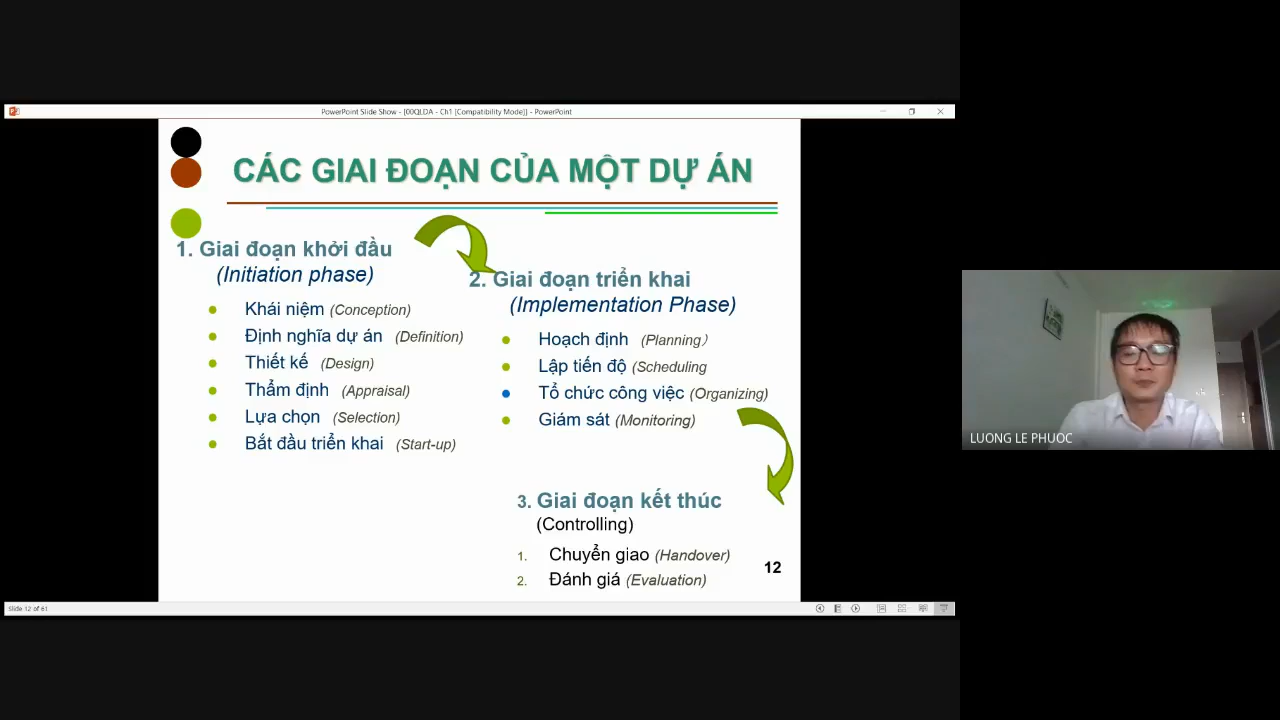 PowerPoint Slide Show - [00QLDA - Ch1 [Compatibility Mode]] - PowerPoint
CÁC GIAI ĐOẠN CỦA MỘT DỰ ÁN
1. Giai đoạn khởi đầu
(Initiation phase)
Khái niệm (Conception)
Định nghĩa dự án (Definition)
Thiết kế (Design)
Thẩm định (Appraisal)
Lựa chọn (Selection)
Bắt đầu triển khai (Start-up)
2. Giai đoạn triển khai
(Implementation Phase)
Hoạch định (Planning)
Lập tiến độ (Scheduling
Tổ chức công việc (Organizing)
Giám sát (Monitoring)
3. Giai đoạn kết thúc
(Controlling)
1. Chuyển giao (Handover)
2. Đánh giá (Evaluation)
12
Slide 12 of 61
LUONG LE PHUOC